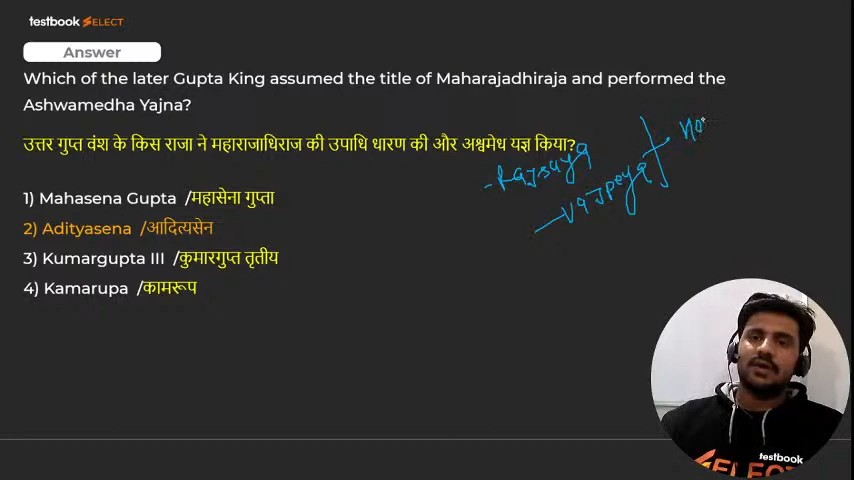 testbook SELECT
Answer
Which of the later Gupta King assumed the title of Maharajadhiraja and performed the
Ashwamedha Yajna?
उत्तर गुप्त वंश के किस राजा ने महाराजाधिराज की उपाधि धारण की और अश्वमेध यज्ञ किया?
- Rajsuya
- Vajpeya
No
1) Mahasena Gupta /महासेना गुप्ता
2) Adityasena /आदित्यसेन
3) Kumargupta III /कुमारगुप्त तृतीय
4) Kamarupa /कामरूप
testbook
SELECT